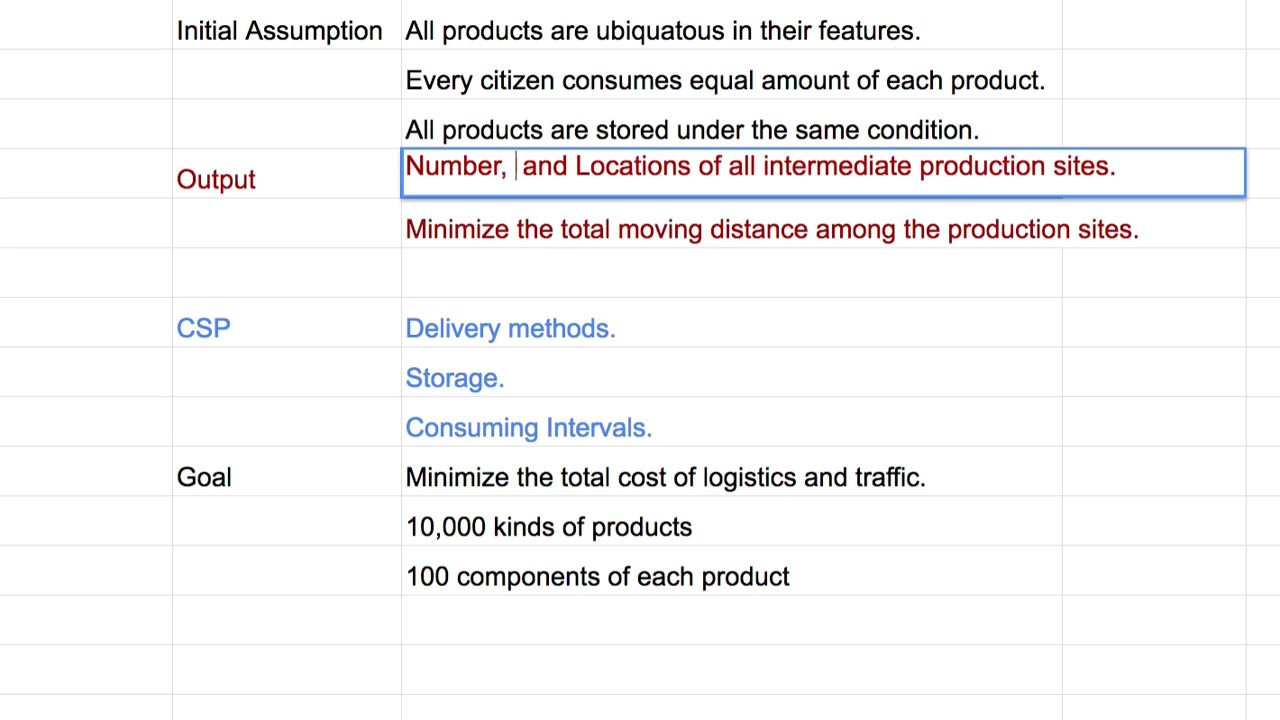 Initial Assumption All products are ubiquatous in their features.
Every citizen consumes equal amount of each product.
All products are stored under the same condition.
Output Number, and Locations of all intermediate production sites.
Minimize the total moving distance among the production sites.
CSP Delivery methods.
Storage.
Consuming Intervals.
Goal Minimize the total cost of logistics and traffic.
10,000 kinds of products
100 components of each product